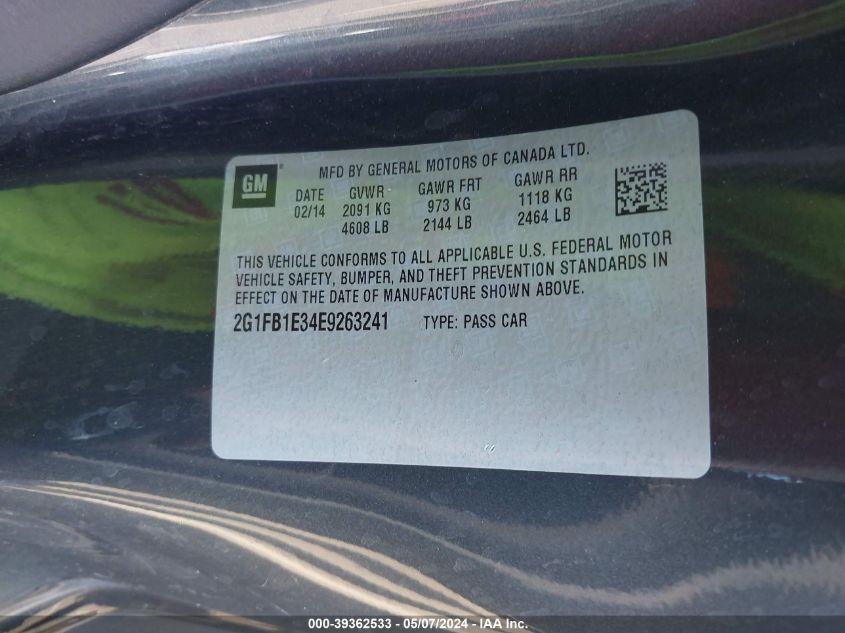 GM
MFD BY GENERAL MOTORS OF CANADA LTD.
DATE GVWR GAWR FRT GAWR RR
02/14 2091 KG 973 KG 1118 KG
4608 LB 2144 LB 2464 LB
THIS VEHICLE CONFORMS TO ALL APPLICABLE U.S. FEDERAL MOTOR
VEHICLE SAFETY, BUMPER, AND THEFT PREVENTION STANDARDS IN
EFFECT ON THE DATE OF MANUFACTURE SHOWN ABOVE.
2G1FB1E34E9263241 TYPE: PASS CAR
000-39362533 - 05/07/2024 - IAA Inc.